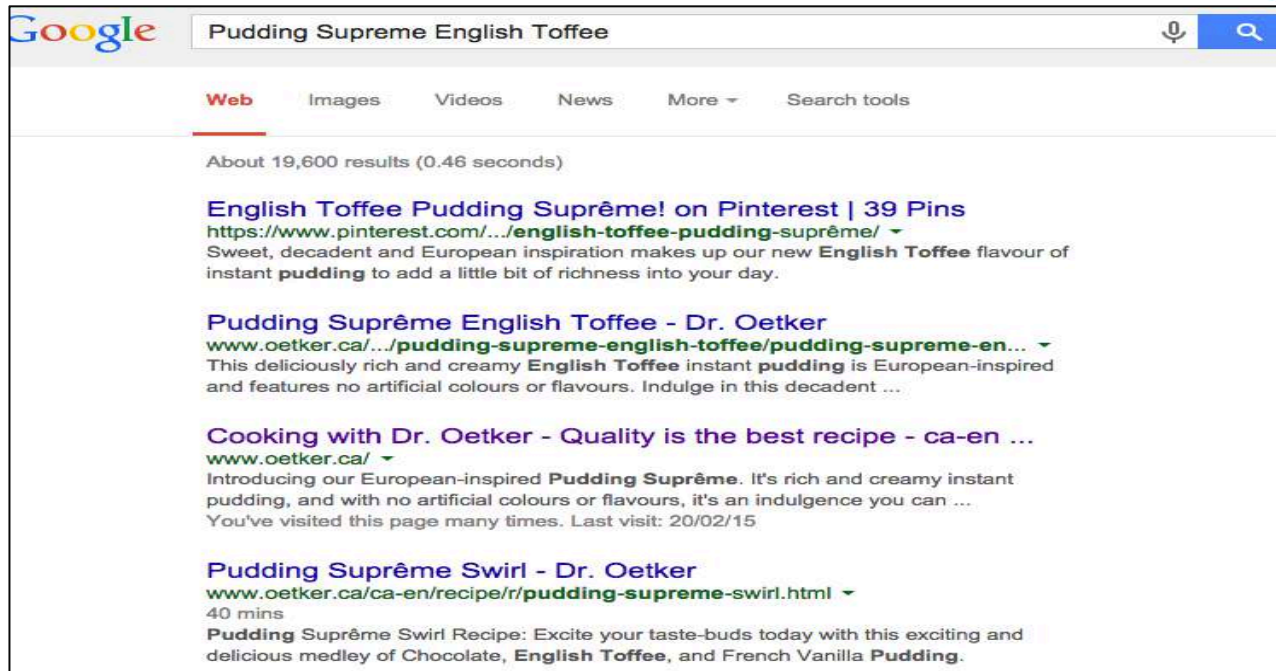 Google
Pudding Supreme English Toffee
Web Images Videos News More Search tools
About 19,600 results (0.46 seconds)
English Toffee Pudding Suprême! on Pinterest | 39 Pins
https://www.pinterest.com/.../english-toffee-pudding-suprême/
Sweet, decadent and European inspiration makes up our new English Toffee flavour of
instant pudding to add a little bit of richness into your day.
Pudding Suprême English Toffee - Dr. Oetker
www.oetker.ca/.../pudding-supreme-english-toffee/pudding-supreme-en...
This deliciously rich and creamy English Toffee instant pudding is European-inspired
and features no artificial colours or flavours. Indulge in this decadent ...
Cooking with Dr. Oetker - Quality is the best recipe - ca-en ...
www.oetker.ca/
Introducing our European-inspired Pudding Suprême. It's rich and creamy instant
pudding, and with no artificial colours or flavours, it's an indulgence you can ...
You've visited this page many times. Last visit: 20/02/15
Pudding Suprême Swirl - Dr. Oetker
www.oetker.ca/ca-en/recipe/r/pudding-supreme-swirl.html
40 mins
Pudding Suprême Swirl Recipe: Excite your taste-buds today with this exciting and
delicious medley of Chocolate, English Toffee, and French Vanilla Pudding.